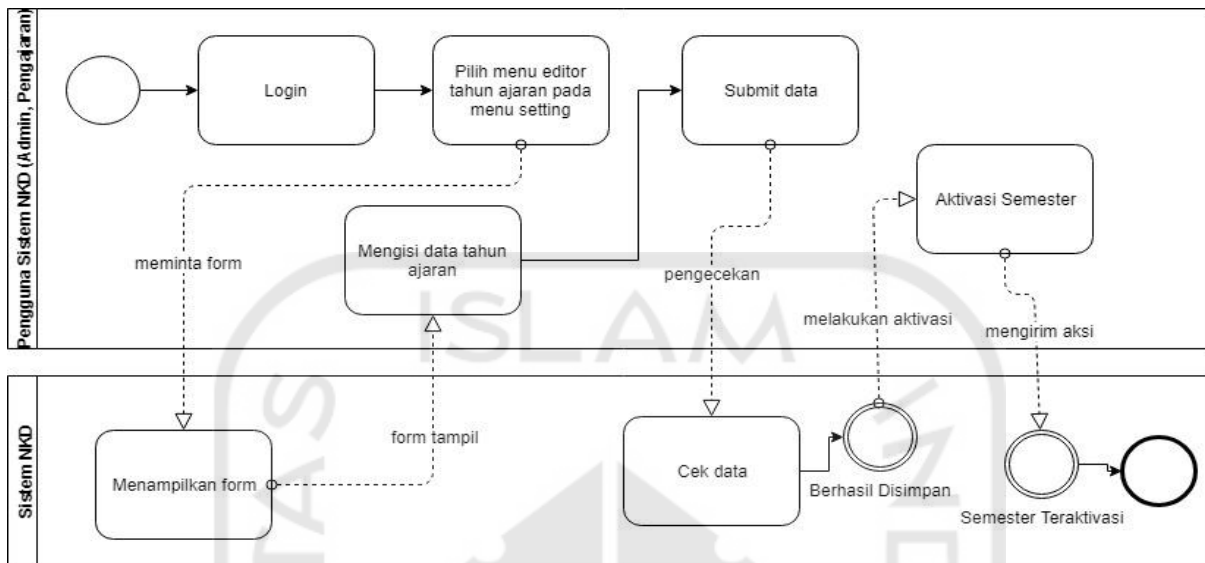 Pengguna Sistem NKD (Admin, Pengajaran)
Login
Pilih menu editor
tahun ajaran pada
menu setting
Submit data
Aktivasi Semester
Mengisi data tahun
ajaran
meminta form
pengecekan
melakukan aktivasi
mengirim aksi
ISLAM
Sistem NKD
TAS
form tampil
Menampilkan form
Cek data
Berhasil Disimpan
Semester Teraktivasi